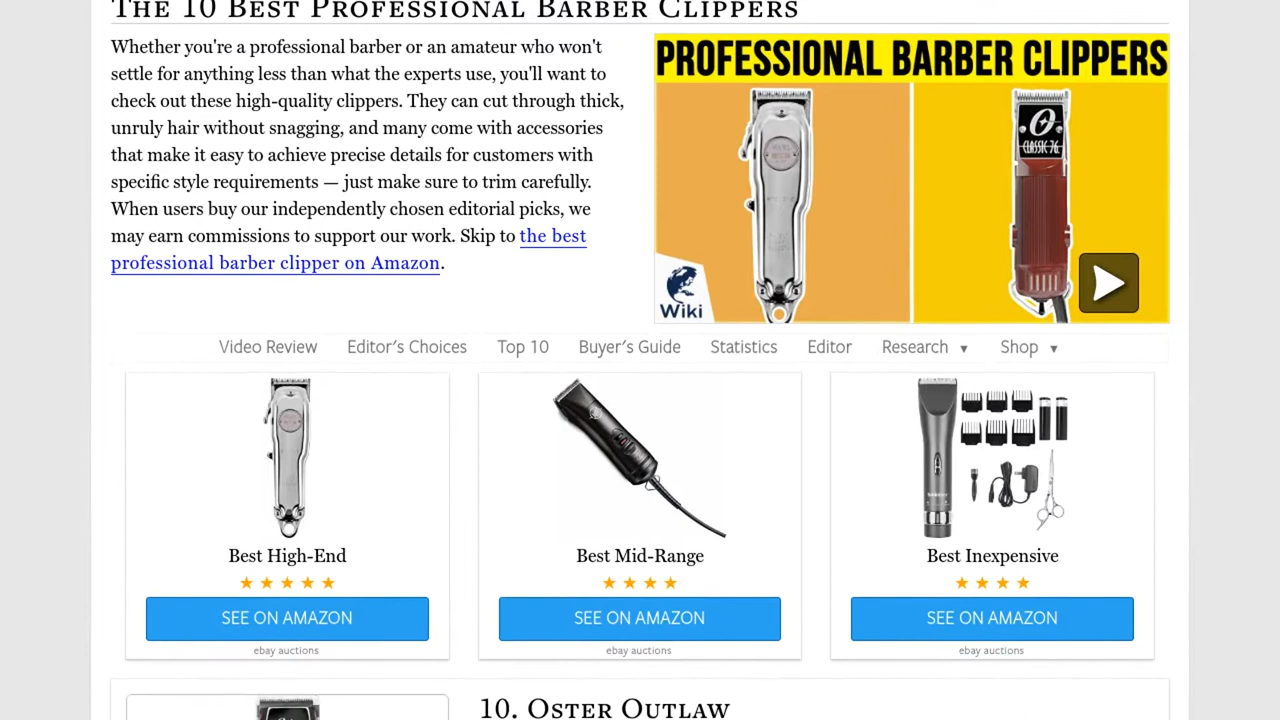 The 10 Best Professional Barber Clippers
Whether you're a professional barber or an amateur who won't
settle for anything less than what the experts use, you'll want to
check out these high-quality clippers. They can cut through thick,
unruly hair without snagging, and many come with accessories
that make it easy to achieve precise details for customers with
specific style requirements — just make sure to trim carefully.
When users buy our independently chosen editorial picks, we
may earn commissions to support our work. Skip to the best
professional barber clipper on Amazon.
PROFESSIONAL BARBER CLIPPERS
CLASSIC 76
Wiki
Video Review Editor's Choices Top 10 Buyer's Guide Statistics Editor Research ▼ Shop ▼
Best High-End Best Mid-Range Best Inexpensive
★ ★ ★ ★ ★ ★ ★ ★ ★ ★ ★ ★ ★
SEE ON AMAZON SEE ON AMAZON SEE ON AMAZON
ebay auctions ebay auctions ebay auctions
10. Oster Outlaw